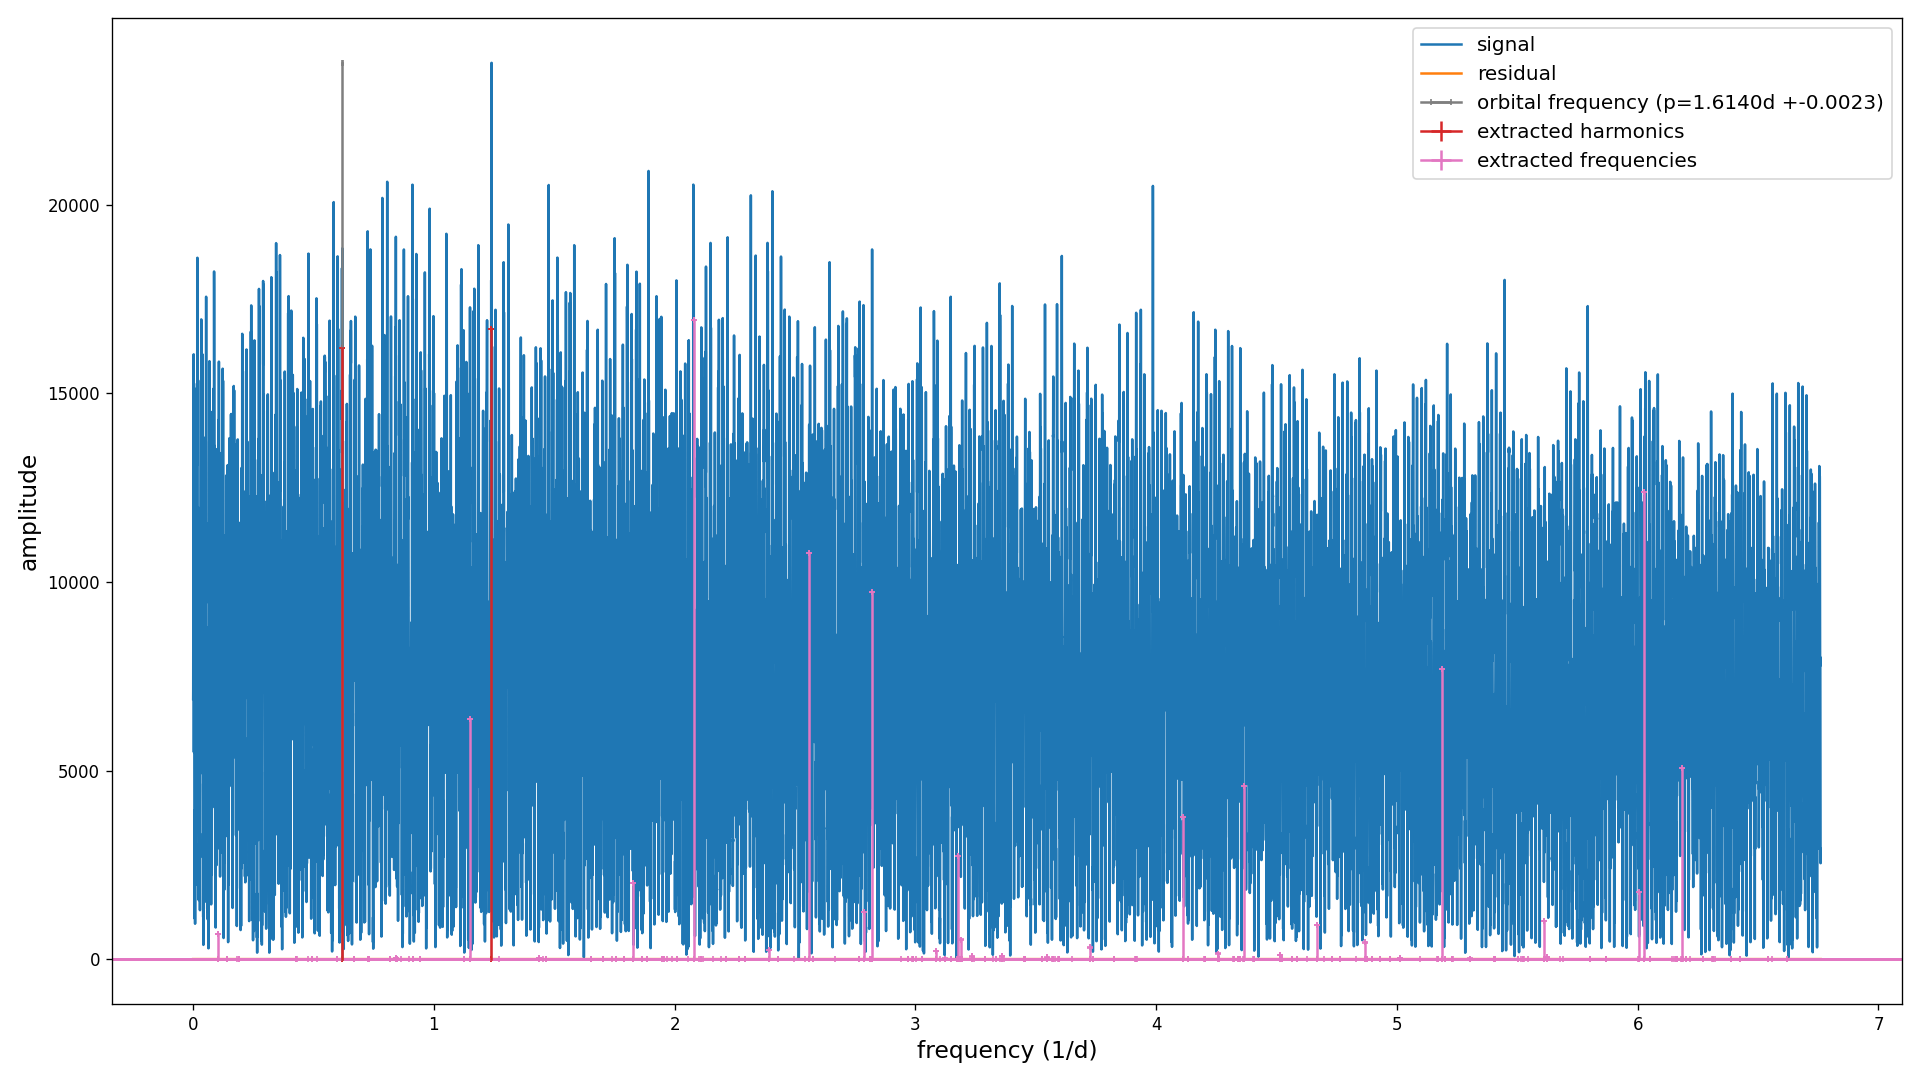 signal
residual
orbital frequency (p=1.6140d +-0.0023)
extracted harmonics
extracted frequencies
amplitude
20000
15000
10000
5000
0
0 1 2 3 4 5 6 7
frequency (1/d)